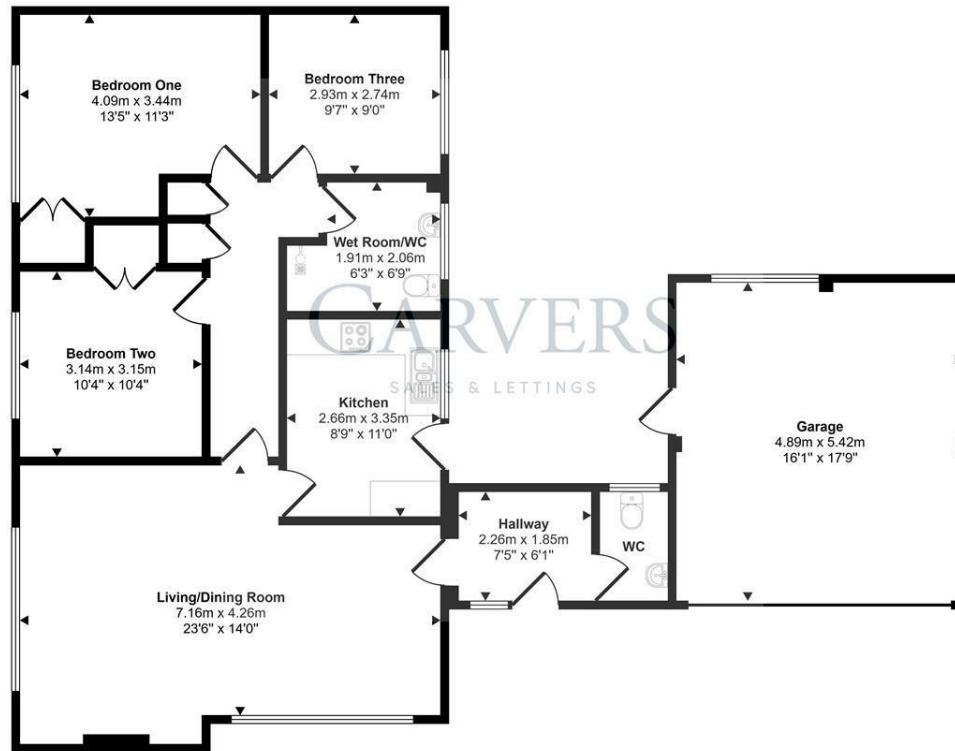 Bedroom One
4.09m x 3.44m
13'5" x 11'3"
Bedroom Three
2.93m x 2.74m
9'7" x 9'0"
Wet Room/WC
1.91m x 2.06m
6'3" x 6'9"
CARVERS
SALES & LETTINGS
Bedroom Two
3.14m x 3.15m
10'4" x 10'4"
Kitchen
2.66m x 3.35m
8'9" x 11'0"
Garage
4.89m x 5.42m
16'1" x 17'9"
Hallway
2.26m x 1.85m
7'5" x 6'1"
WC
Living/Dining Room
7.16m x 4.26m
23'6" x 14'0"